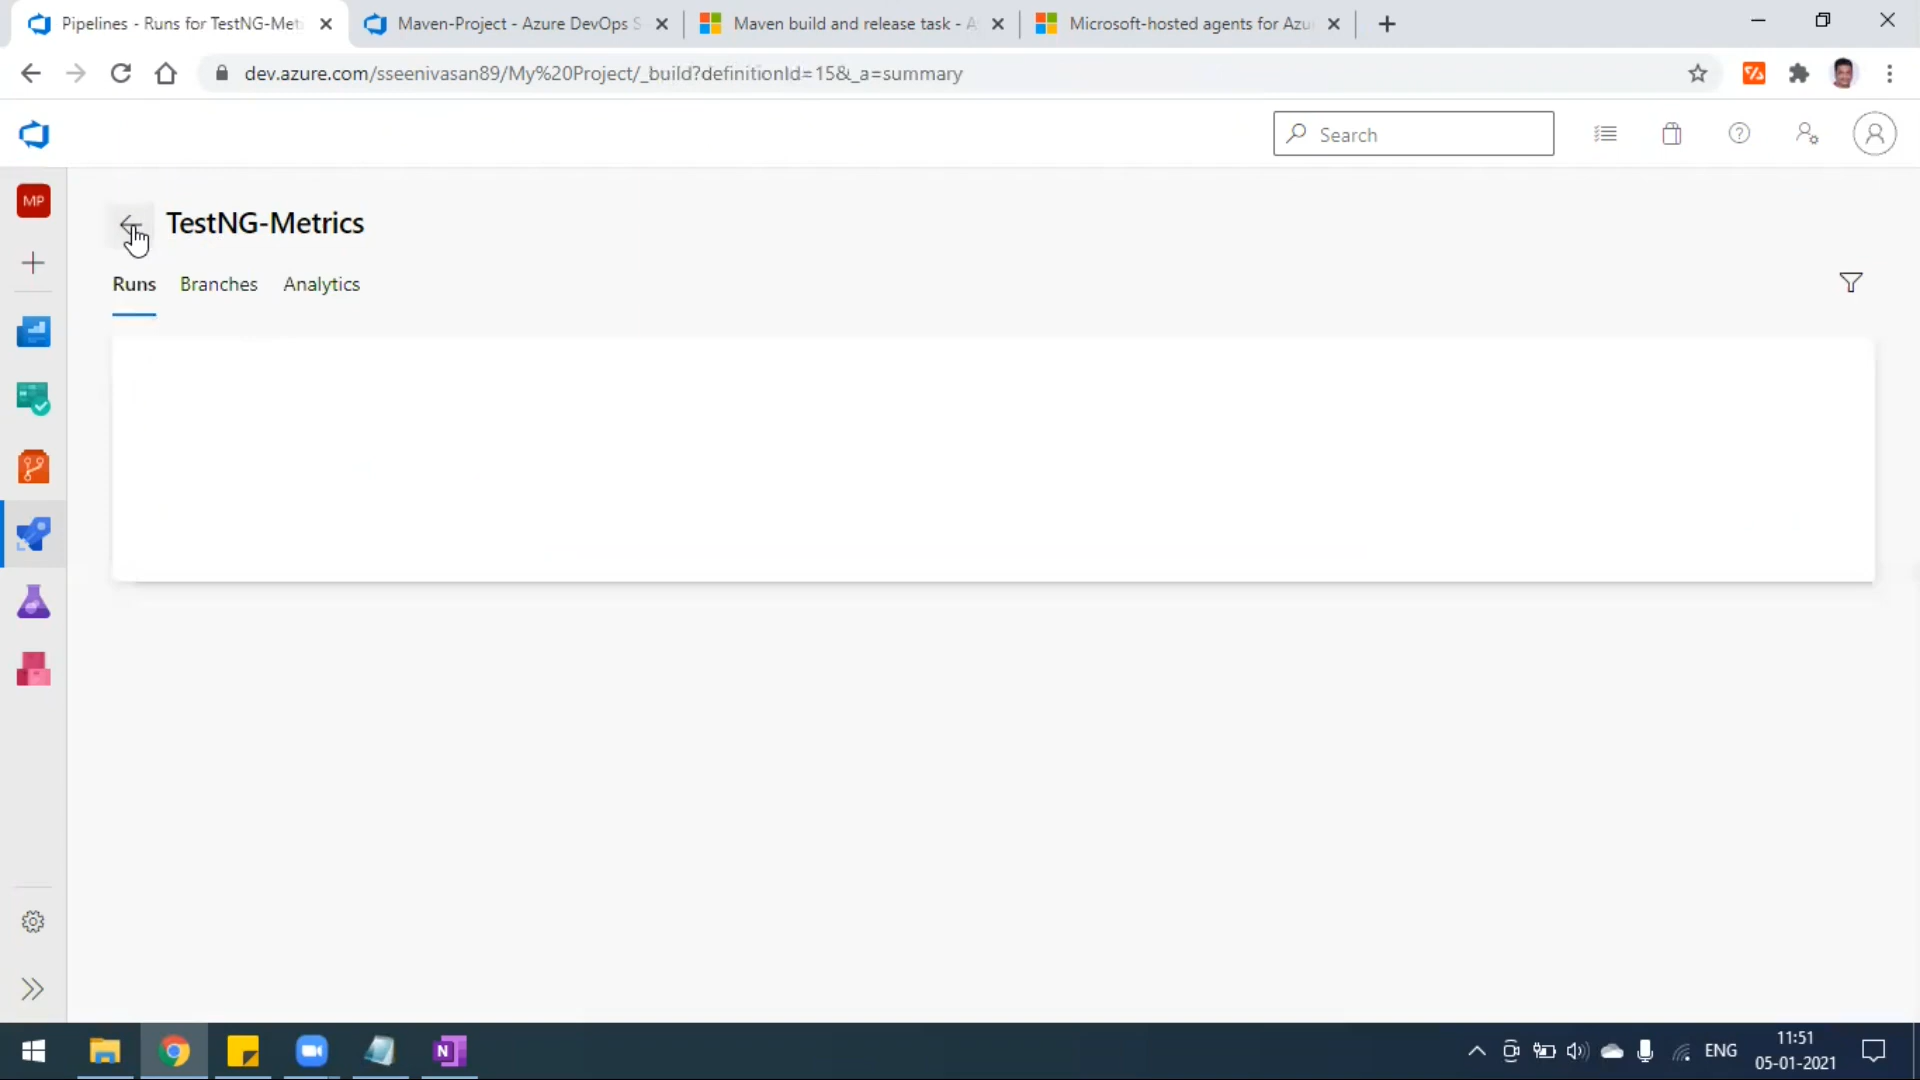 Pipelines - Runs for TestNG-Met
Maven-Project - Azure DevOps S
Maven build and release task - A
Microsoft-hosted agents for Azu
dev.azure.com/sseenivasan89/My%20Project/_build?definitionId=15&_a=summary
Search
MP
TestNG-Metrics
Runs
Branches
Analytics
N
ENG
11:51
05-01-2021